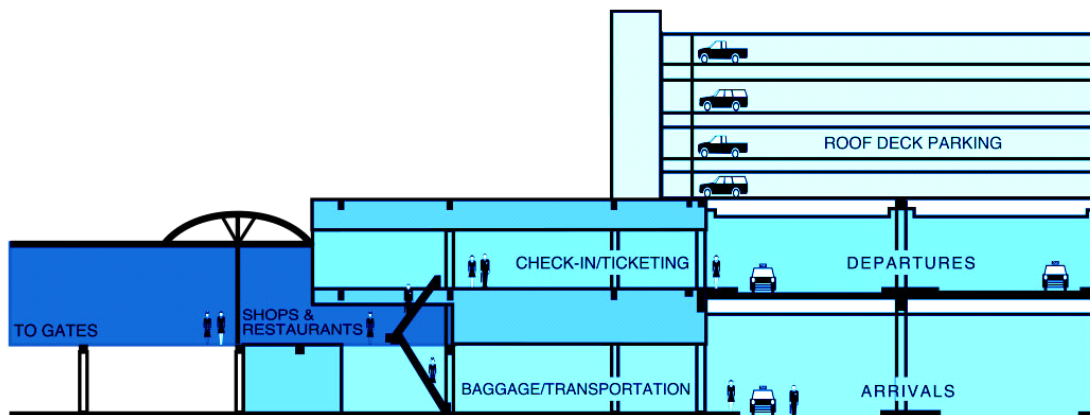 ROOF DECK PARKING
CHECK-IN/TICKETING
DEPARTURES
SHOPS &
RESTAURANTS
TO GATES
BAGGAGE/TRANSPORTATION
ARRIVALS